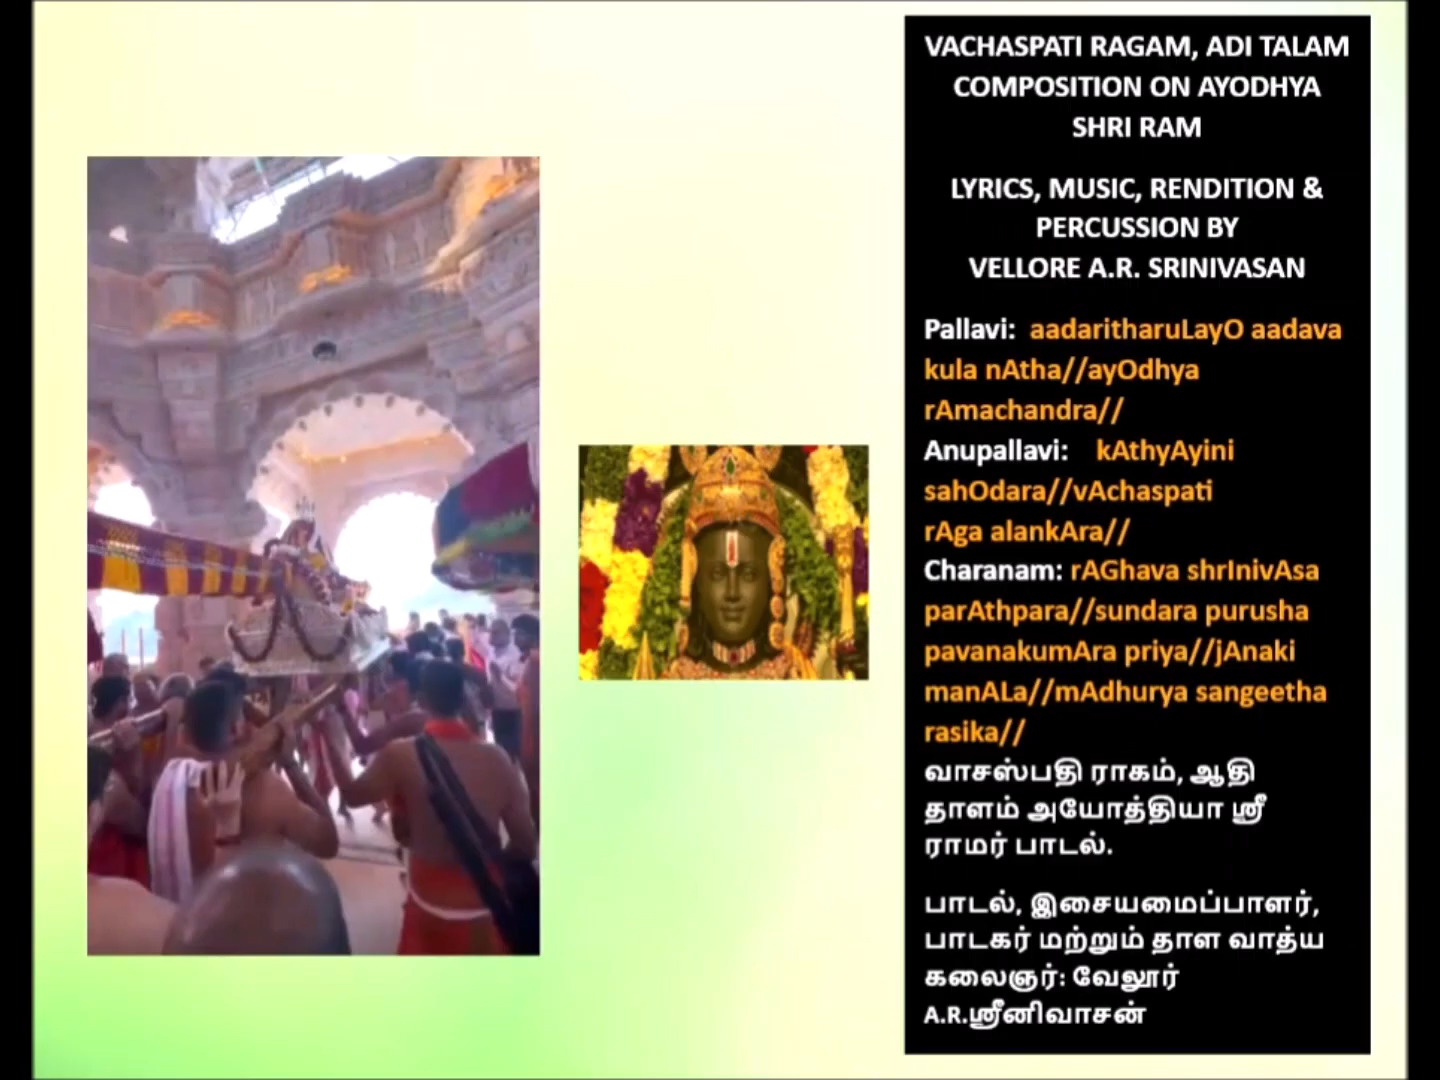 VACHASPATI RAGAM, ADI TALAM
COMPOSITION ON AYODHYA
SHRI RAM
LYRICS, MUSIC, RENDITION &
PERCUSSION BY
VELLORE A.R. SRINIVASAN
Pallavi: aadaritharuLayO aadava
kula nAtha//ayOdhya
rAmachandra//
Anupallavi: kAthyAyini
sahOdara//vAchaspati
rAga alankAra//
Charanam: rAGhava shrInivAsa
parAthpara//sundara purusha
pavanakumAra priya//jAnaki
manALa//mAdhurya sangeetha
rasika//
வாசஸ்பதி ராகம், ஆதி
தாளம் அயோத்தியா ஸ்ரீ
ராமர் பாடல்.
பாடல், இசையமைப்பாளர்,
பாடகர் மற்றும் தாள வாத்ய
கலைஞர்: வேலூர்
A.R.ஸ்ரீனிவாசன்